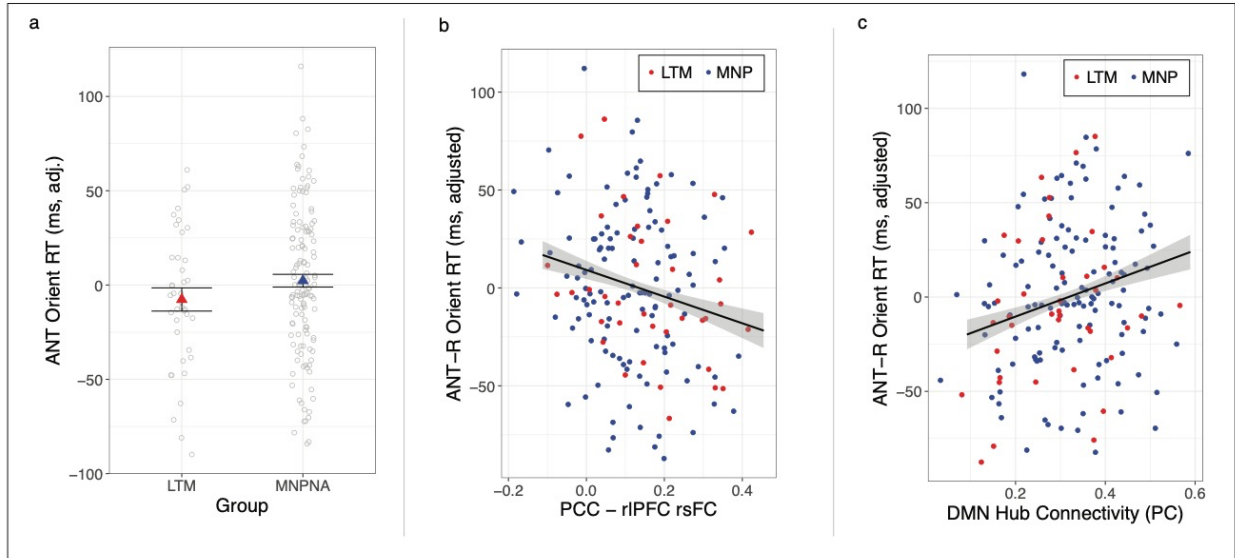 a
ANT Orient RT (ms, adj.)
100
50
0
−50
−100
LTM
MNPNA
Group
b
LTM
MNP
ANT−R Orient RT (ms, adjusted)
100
50
0
−50
−0.2
0.0
0.2
0.4
PCC − rlPFC rsFC
c
LTM
MNP
ANT−R Orient RT (ms, adjusted)
100
50
0
−50
0.2
0.4
0.6
DMN Hub Connectivity (PC)